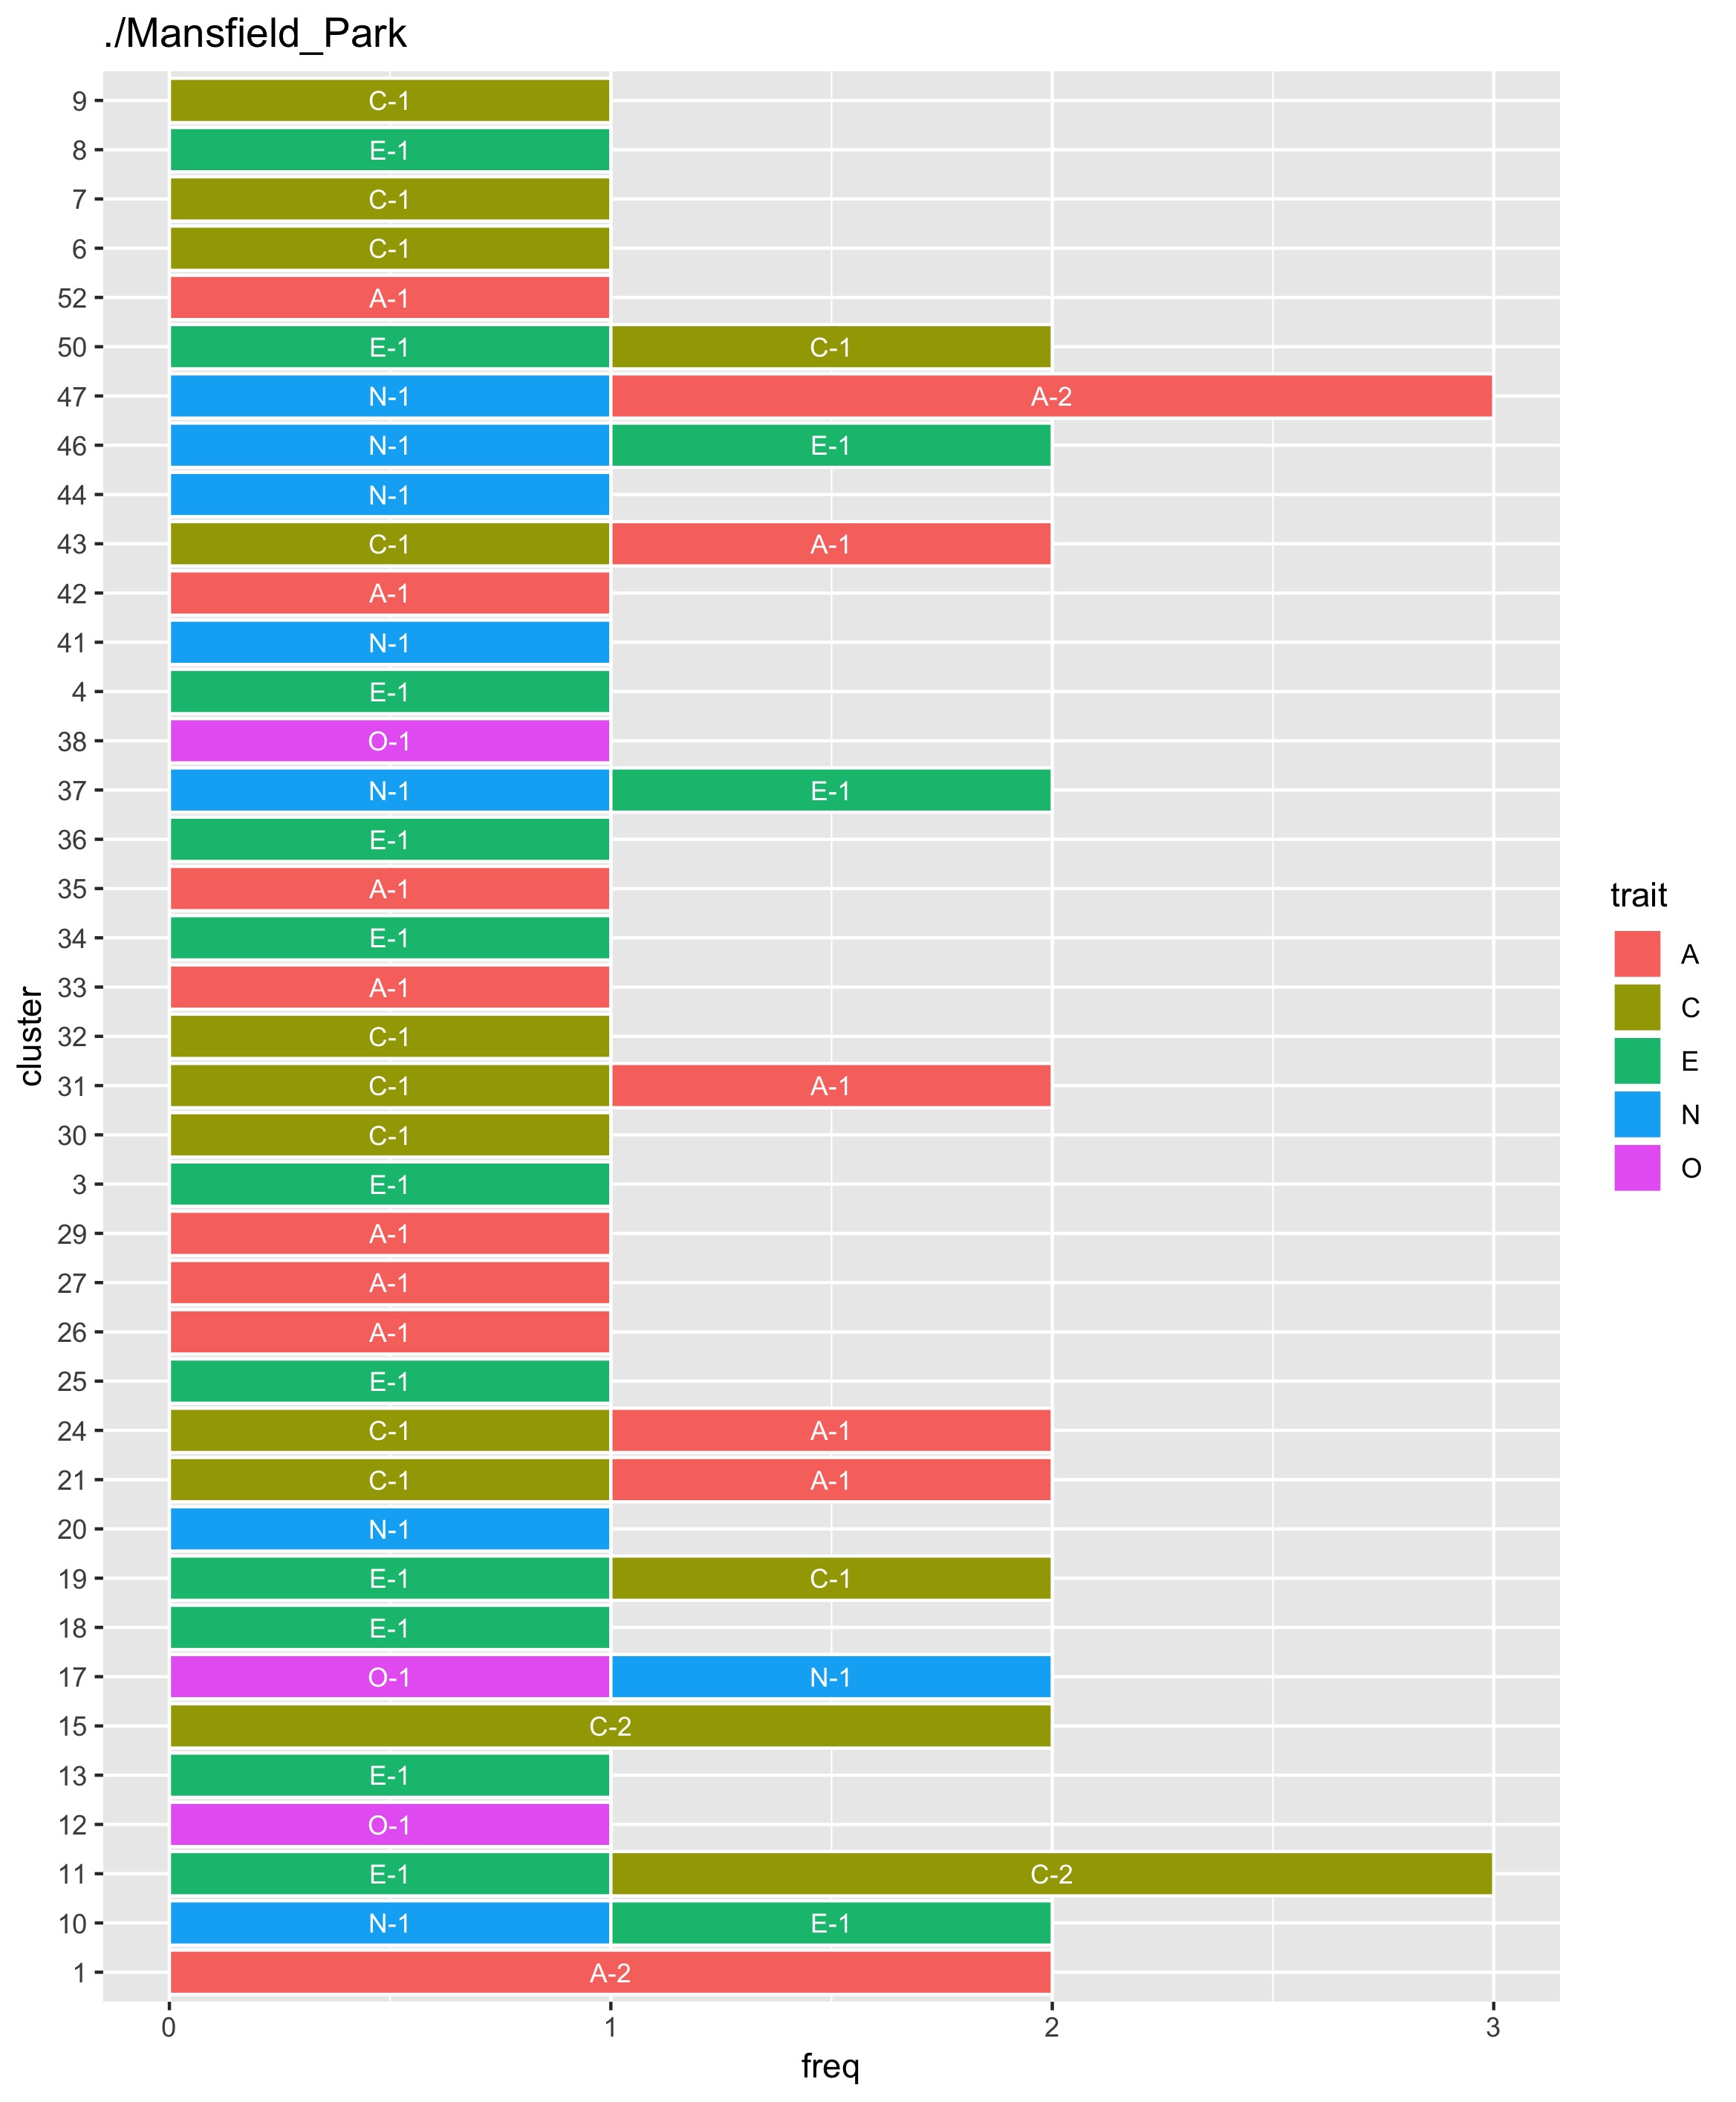 ./Mansfield_Park
9 C-1
8 E-1
7 C-1
6 C-1
52 A-1
50 E-1 C-1
47 N-1 A-2
46 N-1 E-1
44 N-1
43 C-1 A-1
42 A-1
41 N-1
4 E-1
38 O-1
37 N-1 E-1
36 E-1
35 A-1
34 E-1
33 A-1
32 C-1
31 C-1 A-1
30 C-1
3 E-1
29 A-1
27 A-1
26 A-1
25 E-1
24 C-1 A-1
21 C-1 A-1
20 N-1
19 E-1 C-1
18 E-1
17 O-1 N-1
15 C-2
13 E-1
12 O-1
11 E-1 C-2
10 N-1 E-1
1 A-2
0 1 2 3
freq
cluster
trait
A
C
E
N
O